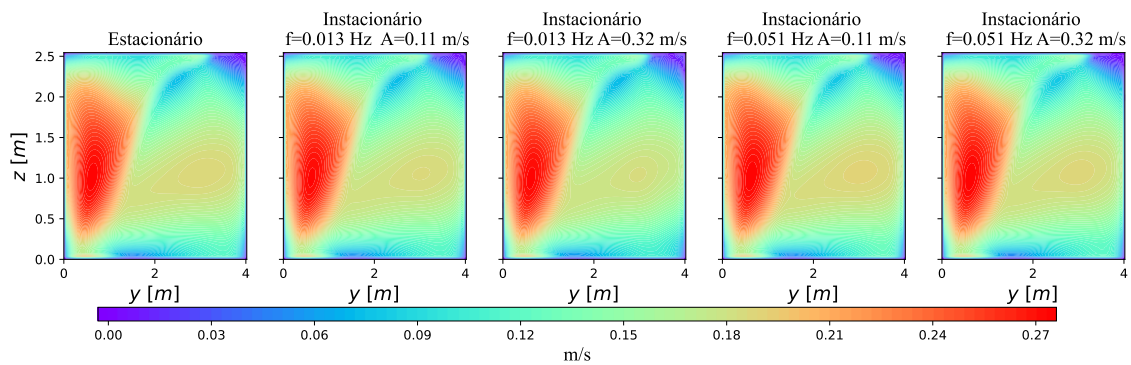 Estacionário
Instacionário
f=0.013 Hz A=0.11 m/s
Instacionário
f=0.013 Hz A=0.32 m/s
Instacionário
f=0.051 Hz A=0.11 m/s
Instacionário
f=0.051 Hz A=0.32 m/s
z [m]
2.5
2.0
1.5
1.0
0.5
0.0
0 2 4
0 2 4
0 2 4
0 2 4
0 2 4
y [m]
y [m]
y [m]
y [m]
y [m]
0.00 0.03 0.06 0.09 0.12 0.15 0.18 0.21 0.24 0.27
m/s